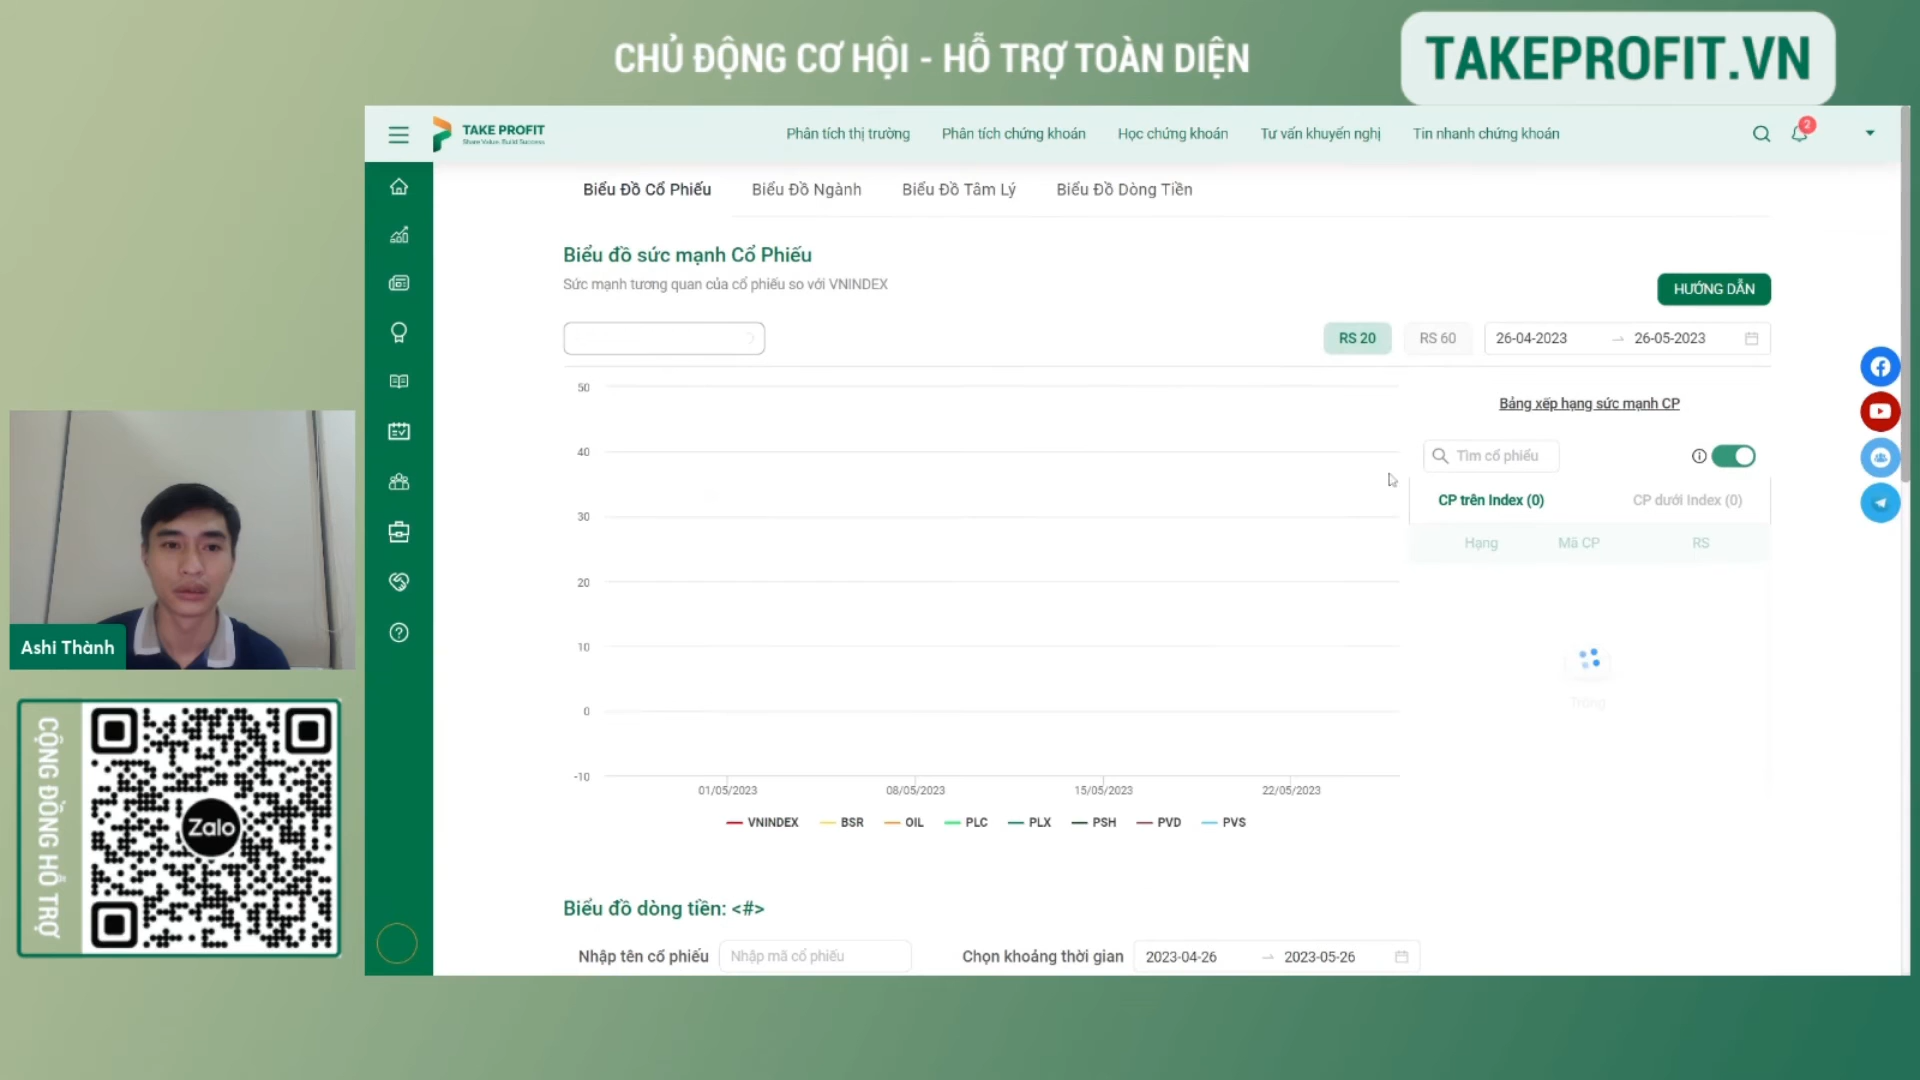 CHỦ ĐỘNG CƠ HỘI - HỖ TRỢ TOÀN DIỆN
TAKEPROFIT.VN
TAKE PROFIT
Share Value. Build Success
Phân tích thị trường
Phân tích chứng khoán
Học chứng khoán
Tư vấn khuyến nghị
Tin nhanh chứng khoán
2
Biểu Đồ Cổ Phiếu
Biểu Đồ Ngành
Biểu Đồ Tâm Lý
Biểu Đồ Dòng Tiền
Biểu đồ sức mạnh Cổ Phiếu
Sức mạnh tương quan của cổ phiếu so với VNINDEX
HƯỚNG DẪN
RS 20
RS 60
26-04-2023
26-05-2023
50
40
30
20
10
0
-10
01/05/2023
08/05/2023
15/05/2023
22/05/2023
VNINDEX
BSR
OIL
PLC
PLX
PSH
PVD
PVS
Bảng xếp hạng sức mạnh CP
Tìm cổ phiếu
CP trên Index (0)
CP dưới Index (0)
Hạng
Mã CP
RS
Trống
Biểu đồ dòng tiền: <#>
Nhập tên cổ phiếu
Nhập mã cổ phiếu
Chọn khoảng thời gian
2023-04-26
2023-05-26
Ashi Thành
CỘNG ĐỒNG HỖ TRỢ
Zalo